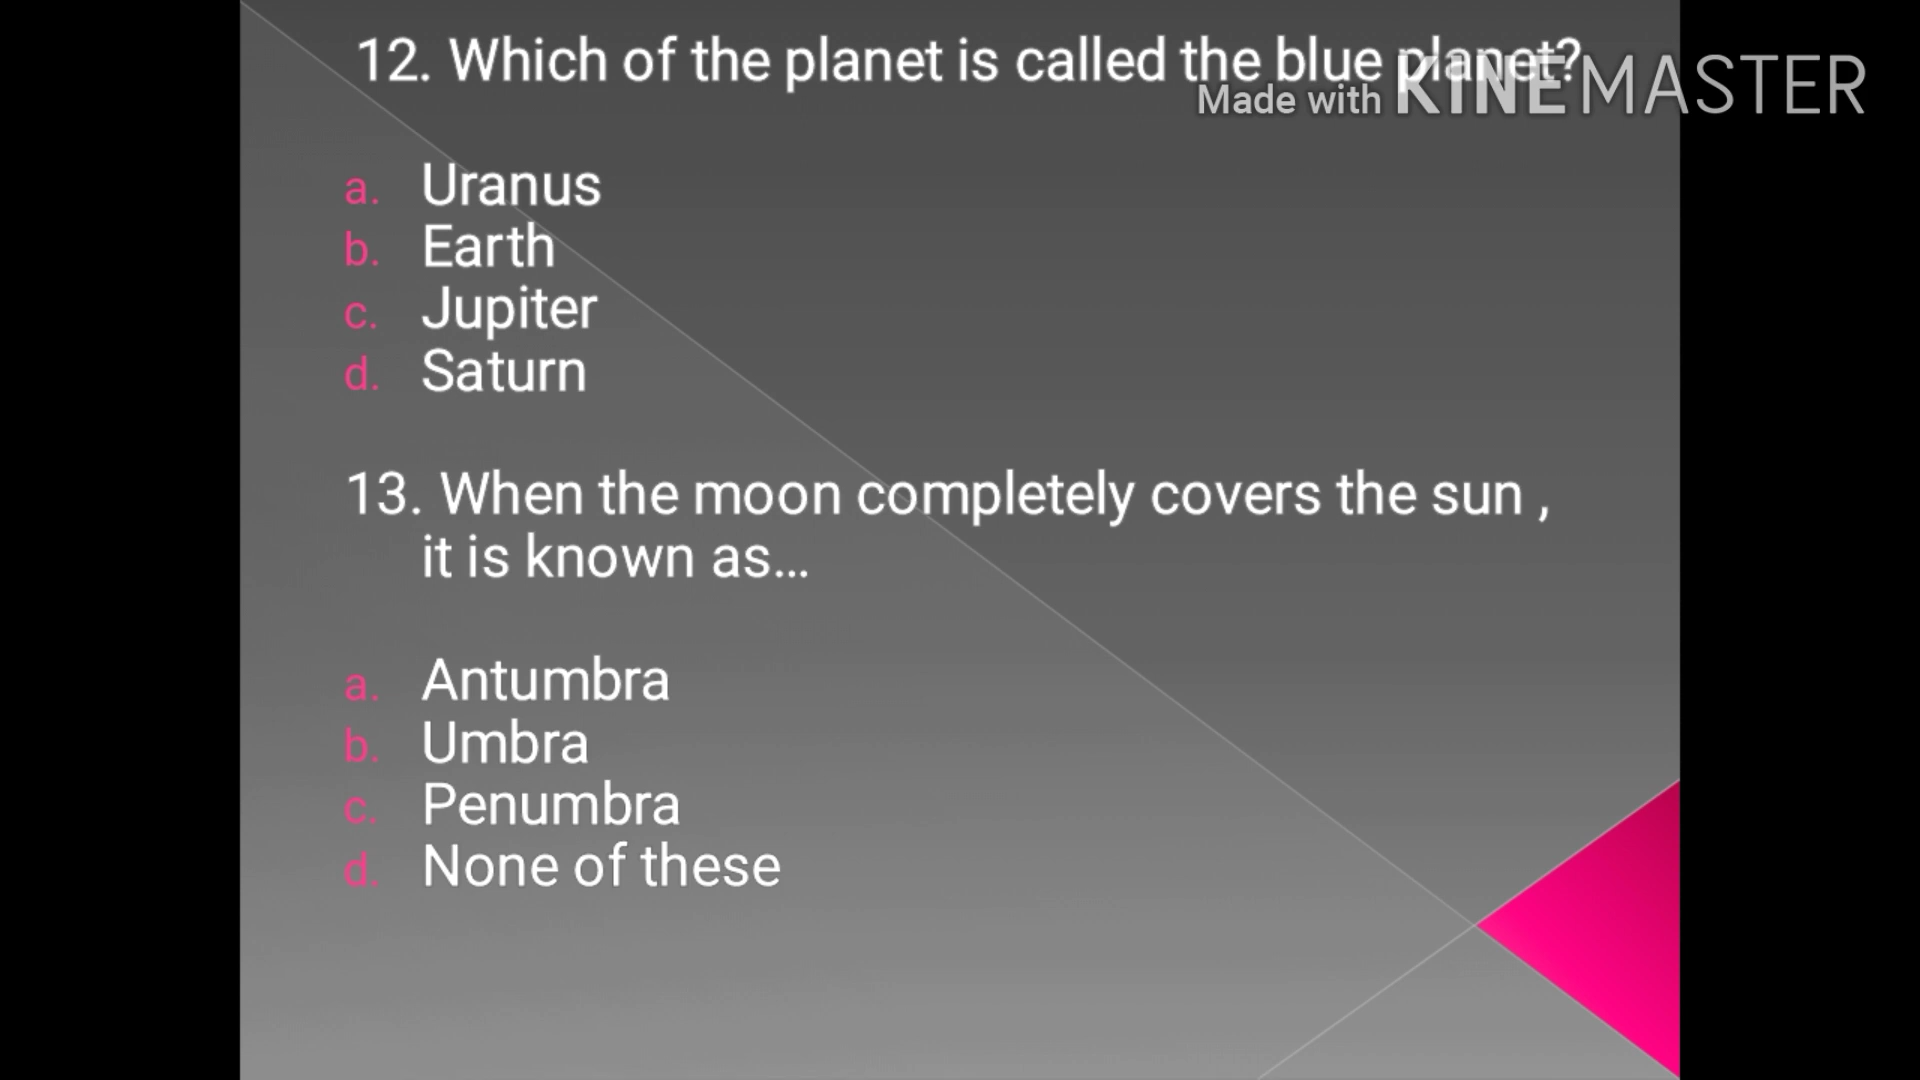 12. Which of the planet is called the blue planet?
Made with KINEMASTER
a. Uranus
b. Earth
c. Jupiter
d. Saturn
13. When the moon completely covers the sun ,
it is known as...
a. Antumbra
b. Umbra
c. Penumbra
d. None of these